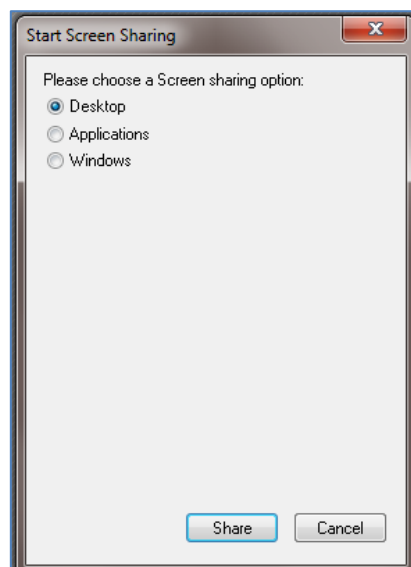 Start Screen Sharing
Please choose a Screen sharing option:
Desktop
Applications
Windows
Share Cancel